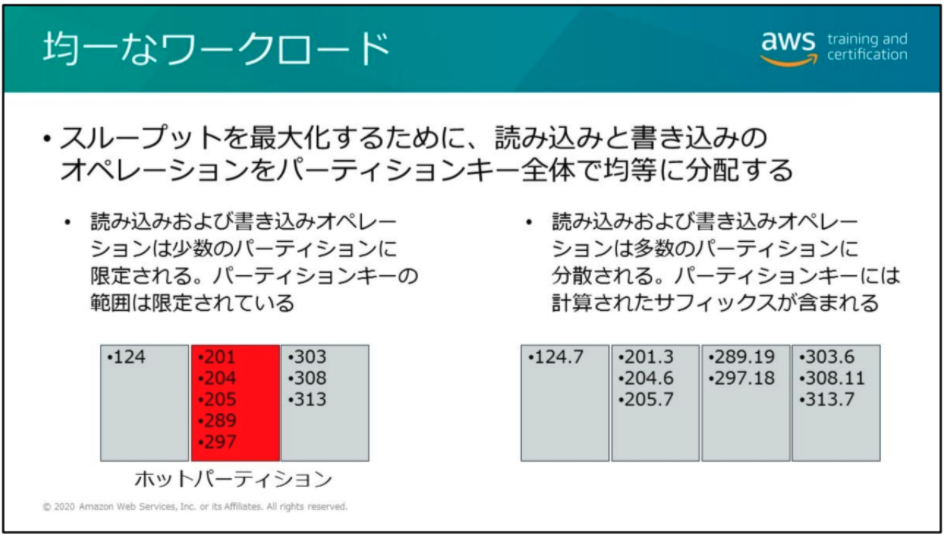 均一なワークロード
aws training and
certification
• スループットを最大化するために、読み込みと書き込みの
オペレーションをパーティションキー全体で均等に分配する
• 読み込みおよび書き込みオペレー
ションは少数のパーティションに
限定される。パーティションキーの
範囲は限定されている
•124
•201
•204
•205
•289
•297
•303
•308
•313
ホットパーティション
• 読み込みおよび書き込みオペレー
ションは多数のパーティションに
分散される。パーティションキーには
計算されたサフィックスが含まれる
•124.7
•201.3
•204.6
•205.7
•289.19
•297.18
•303.6
•308.11
•313.7
© 2020 Amazon Web Services, Inc. or its Affiliates. All rights reserved.